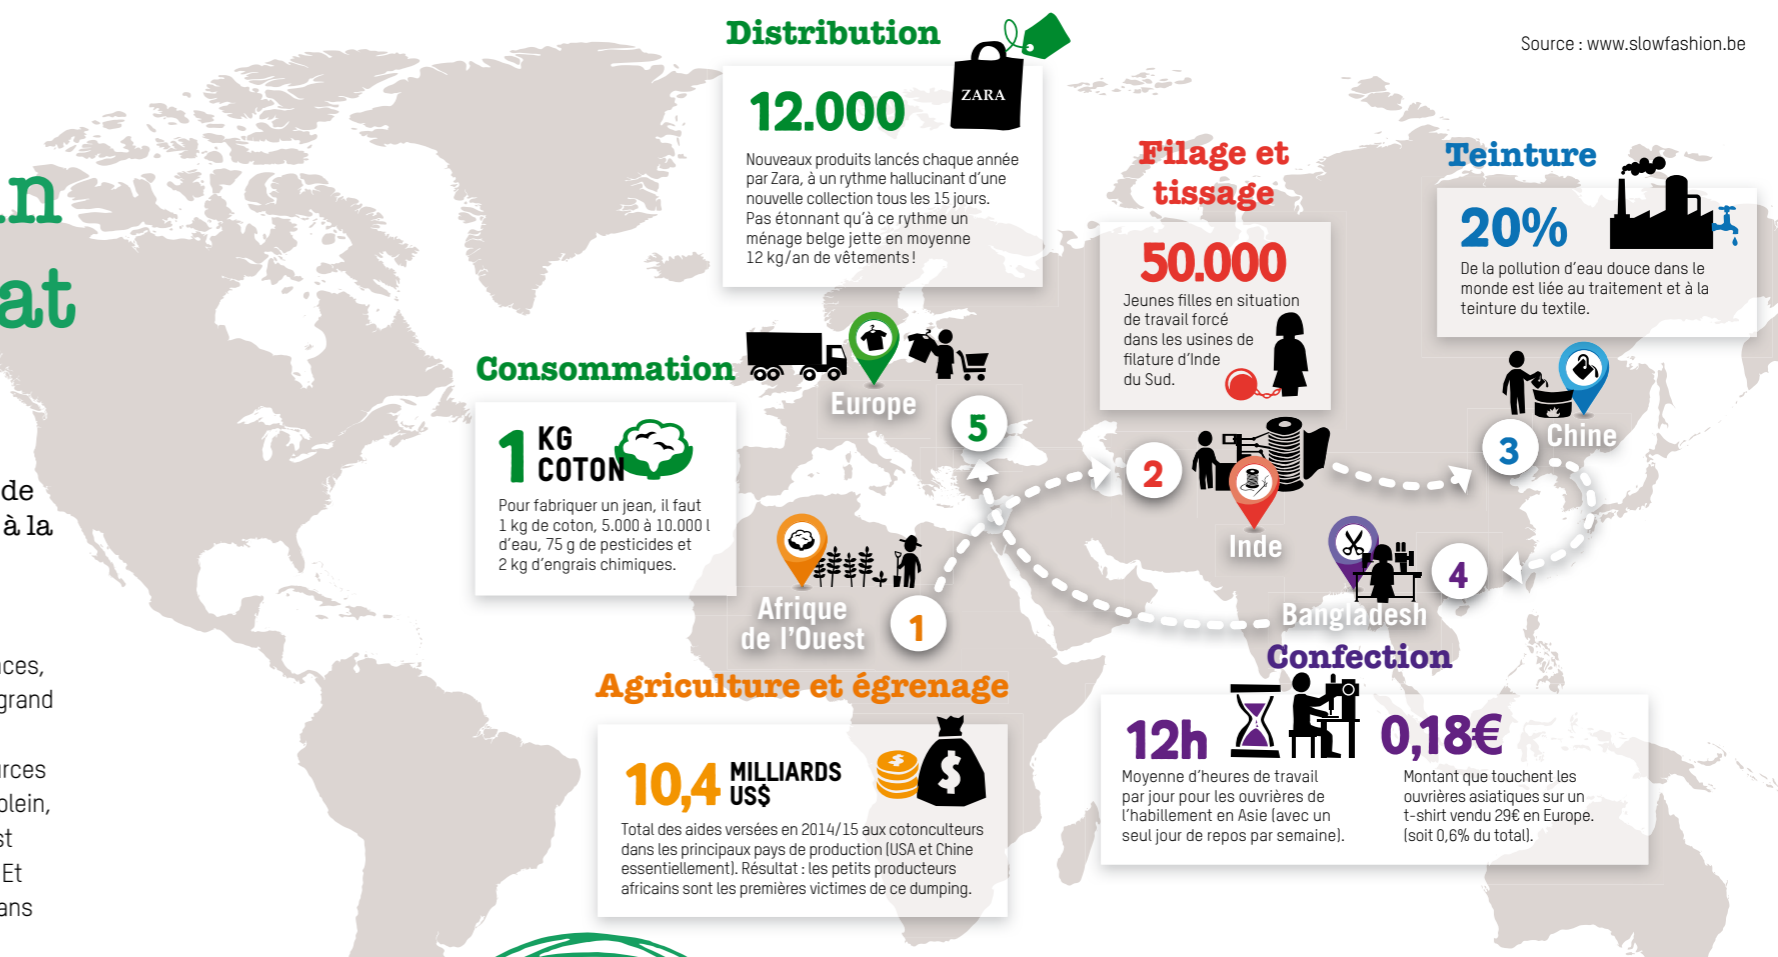 Source : www.slowfashion.be
Distribution
ZARA
12.000
Nouveaux produits lancés chaque année
par Zara, à un rythme hallucinant d'une
nouvelle collection tous les 15 jours.
Pas étonnant qu'à ce rythme un
ménage belge jette en moyenne
12 kg/an de vêtements !
Filage et
tissage
50.000
Jeunes filles en situation
de travail forcé
dans les usines de
filature d'Inde
du Sud.
Teinture
20%
De la pollution d'eau douce dans le
monde est liée au traitement et à la
teinture du textile.
Consommation
1 KG
COTON
Pour fabriquer un jean, il faut
1 kg de coton, 5.000 à 10.000 l
d'eau, 75 g de pesticides et
2 kg d'engrais chimiques.
Europe
5
2
Inde
3
Chine
4
Bangladesh
Afrique
de l'Ouest
1
Agriculture et égrenage
10,4 MILLIARDS
US$
$
$
Total des aides versées en 2014/15 aux cotonculteurs
dans les principaux pays de production (USA et Chine
essentiellement). Résultat : les petits producteurs
africains sont les premières victimes de ce dumping.
Confection
12h
Moyenne d'heures de travail
par jour pour les ouvrières de
l'habillement en Asie (avec un
seul jour de repos par semaine).
0,18€
Montant que touchent les
ouvrières asiatiques sur un
t-shirt vendu 29€ en Europe.
(soit 0,6% du total).
at
de
à la
grand
Et